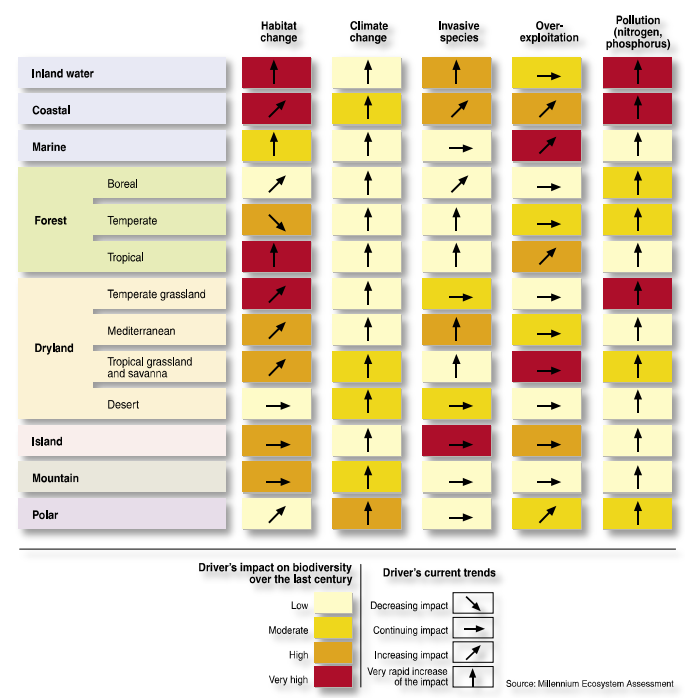 Habitat
change
Climate
change
Invasive
species
Over-
exploitation
Pollution
(nitrogen,
phosphorus)
Inland water
Coastal
Marine
Forest
Boreal
Temperate
Tropical
Dryland
Temperate grassland
Mediterranean
Tropical grassland
and savanna
Desert
Island
Mountain
Polar
Driver's impact on biodiversity
over the last century
Low
Moderate
High
Very high
Driver's current trends
Decreasing impact
Continuing impact
Increasing impact
Very rapid increase
of the impact
Source: Millennium Ecosystem Assessment